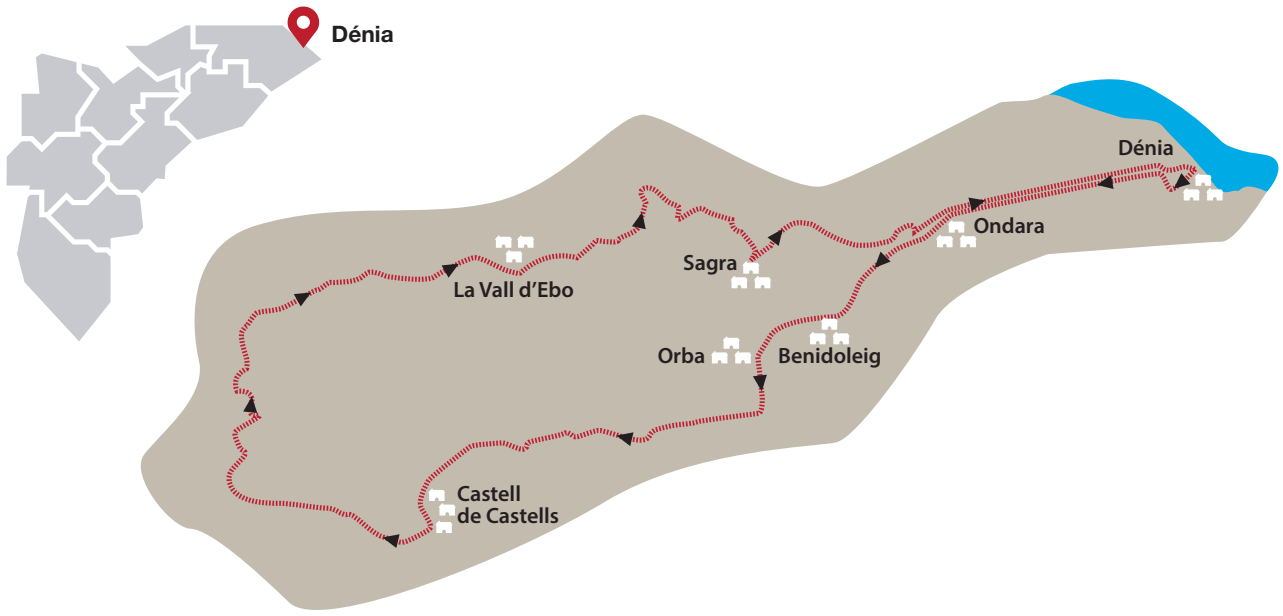 Dénia
Dénia
Ondara
Sagra
La Vall d'Ebo
Orba
Benidoleig
Castell
de Castells